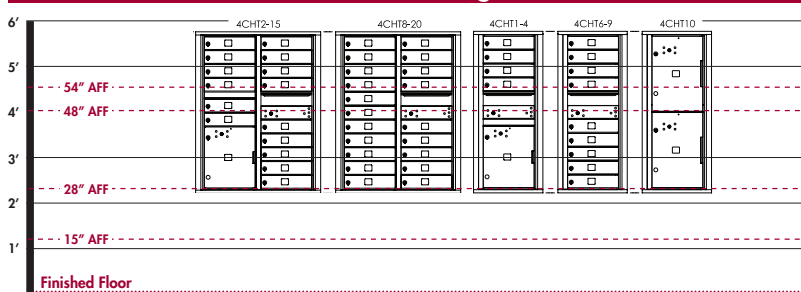 4CHT2-15 4CHT8-20 4CHT1-4 4CHT6-9 4CHT10
6’
5’
54” AFF
4’
48” AFF
3’
28” AFF
2’
15” AFF
1’
Finished Floor